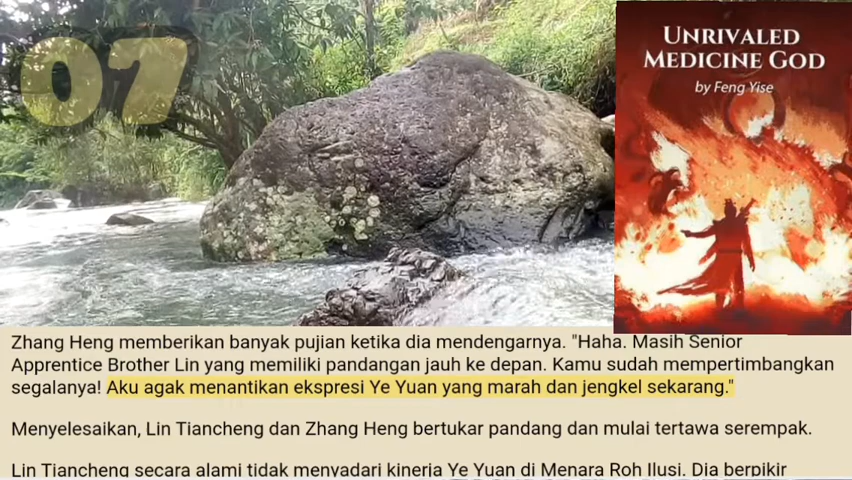 07
UNRIVALED
MEDICINE GOD
by Feng Yise
Zhang Heng memberikan banyak pujian ketika dia mendengarnya. "Haha. Masih Senior
Apprentice Brother Lin yang memiliki pandangan jauh ke depan. Kamu sudah mempertimbangkan
segalanya! Aku agak menantikan ekspresi Ye Yuan yang marah dan jengkel sekarang."
Menyelesaikan, Lin Tiancheng dan Zhang Heng bertukar pandang dan mulai tertawa serempak.
Lin Tiancheng secara alami tidak menyadari kinerja Ye Yuan di Menara Roh Ilusi. Dia berpikir